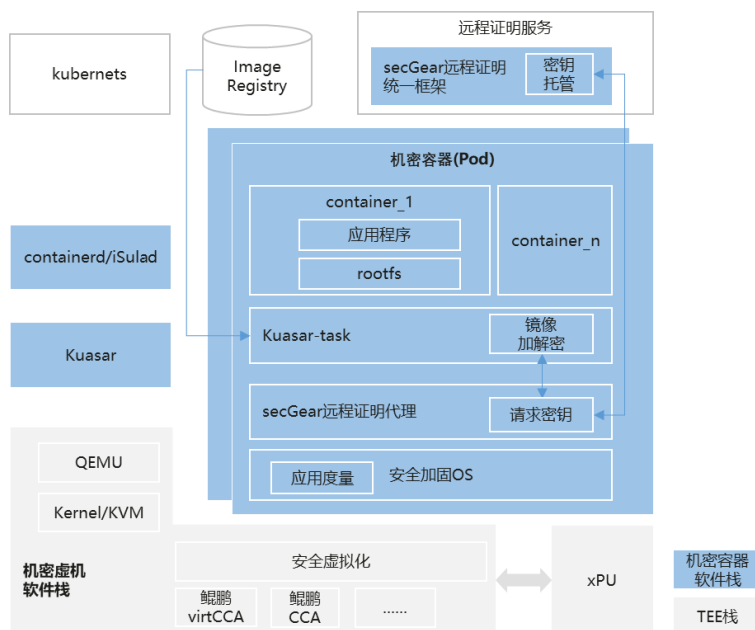 kubernets
Image
Registry
远程证明服务
secGear远程证明
统一框架
密钥
托管
机密容器(Pod)
container_1
应用程序
rootfs
container_n
containerd/iSulad
Kuasar
Kuasar-task
镜像
加解密
secGear远程证明代理
请求密钥
应用度量
安全加固OS
QEMU
Kernel/KVM
机密虚机
软件栈
安全虚拟化
鲲鹏
virtCCA
鲲鹏
CCA
......
xPU
机密容器
软件栈
TEE栈